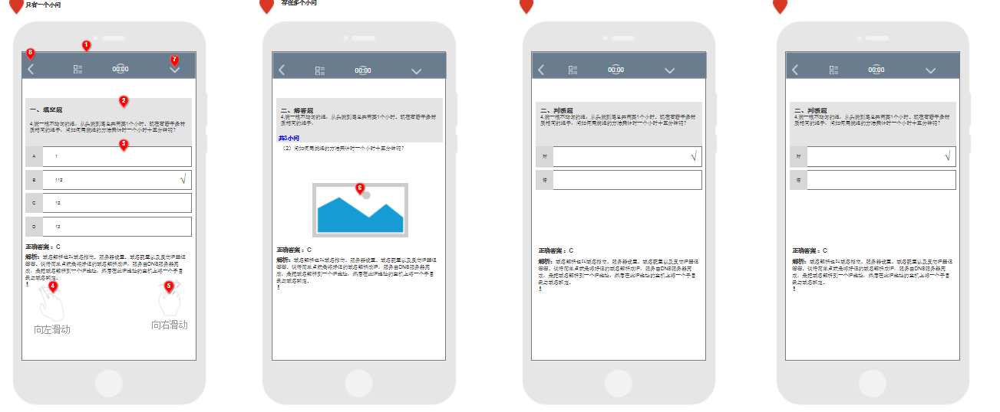 只有一个小问
存在多个小问
1
8
7
00:00
2
一、填空题
4.烧一根不均匀的绳，从头烧到尾总共需要1个小时。现在有若干条材
质相同的绳子，问如何用烧绳的方法来计时一个小时十五分钟呢?
3
A
1
B
112
√
C
12
D
13
正确答案：C
解析：域名解析也叫域名指向、服务器设置、域名配置以及反向IP登记
等等。说得简单点就是将好记的域名解析成IP，服务由DNS服务器完
成，是把域名解析到一个IP地址，然后在此IP地址的主机上将一个子目
录与域名绑定。
!
4
5
向左滑动
向右滑动
00:00
二、解答题
4.烧一根不均匀的绳，从头烧到尾总共需要1个小时。现在有若干条材
质相同的绳子，
共3小问
（2）问如何用烧绳的方法来计时一个小时十五分钟呢?
6
正确答案：C
解析：域名解析也叫域名指向、服务器设置、域名配置以及反向IP登记
等等。说得简单点就是将好记的域名解析成IP，服务由DNS服务器完
成，是把域名解析到一个IP地址，然后在此IP地址的主机上将一个子目
录与域名绑定。
!
00:00
二、判断题
4.烧一根不均匀的绳，从头烧到尾总共需要1个小时。现在有若干条材
质相同的绳子，问如何用烧绳的方法来计时一个小时十五分钟呢?
对
√
错
正确答案：C
解析：域名解析也叫域名指向、服务器设置、域名配置以及反向IP登记
等等。说得简单点就是将好记的域名解析成IP，服务由DNS服务器完
成，是把域名解析到一个IP地址，然后在此IP地址的主机上将一个子目
录与域名绑定。
!
00:00
二、判断题
4.烧一根不均匀的绳，从头烧到尾总共需要1个小时。现在有若干条材
质相同的绳子，问如何用烧绳的方法来计时一个小时十五分钟呢?
对
√
错
正确答案：C
解析：域名解析也叫域名指向、服务器设置、域名配置以及反向IP登记
等等。说得简单点就是将好记的域名解析成IP，服务由DNS服务器完
成，是把域名解析到一个IP地址，然后在此IP地址的主机上将一个子目
录与域名绑定。
!